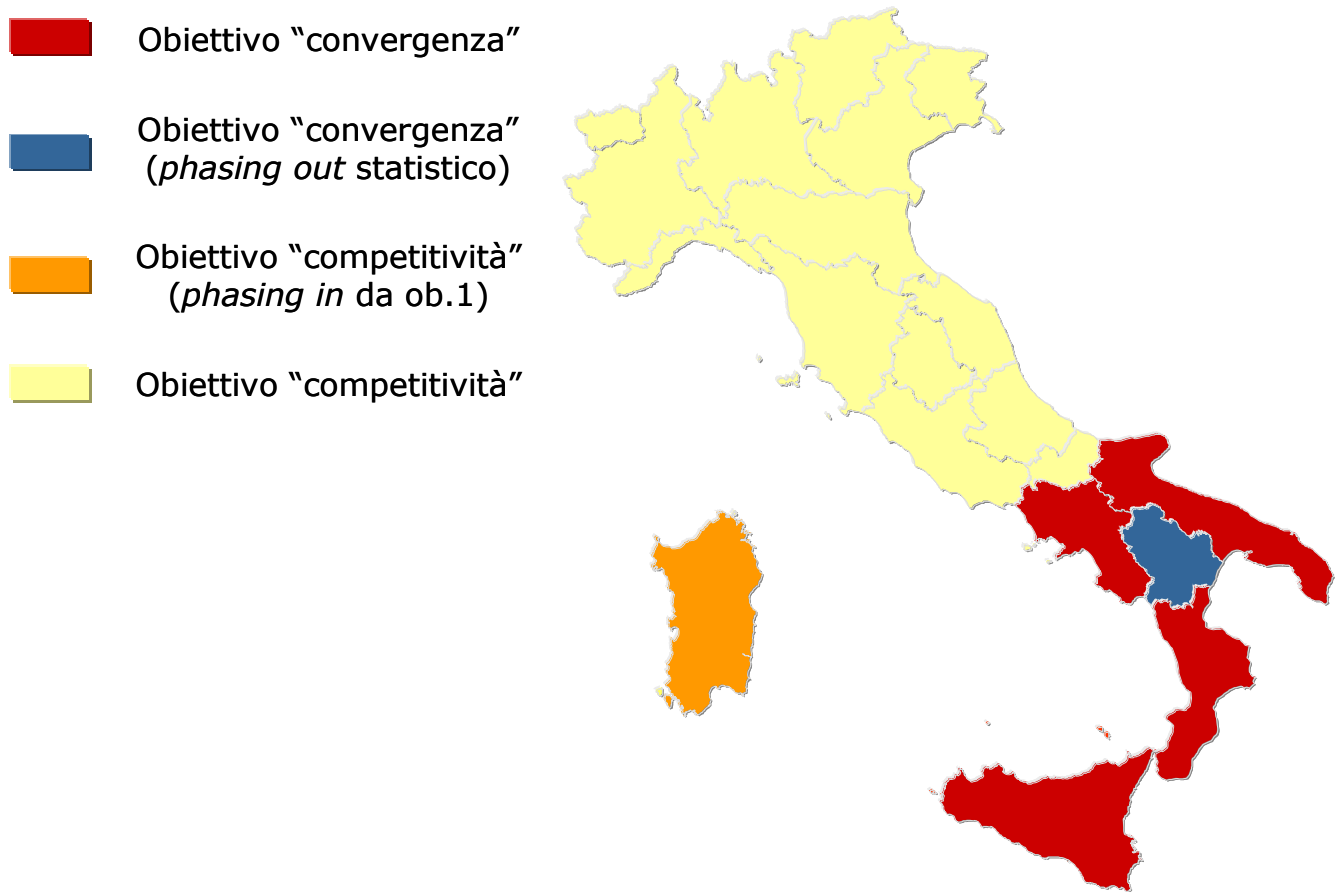 Obiettivo “convergenza”
Obiettivo “convergenza”
(phasing out statistico)
Obiettivo “competitività”
(phasing in da ob.1)
Obiettivo “competitività”